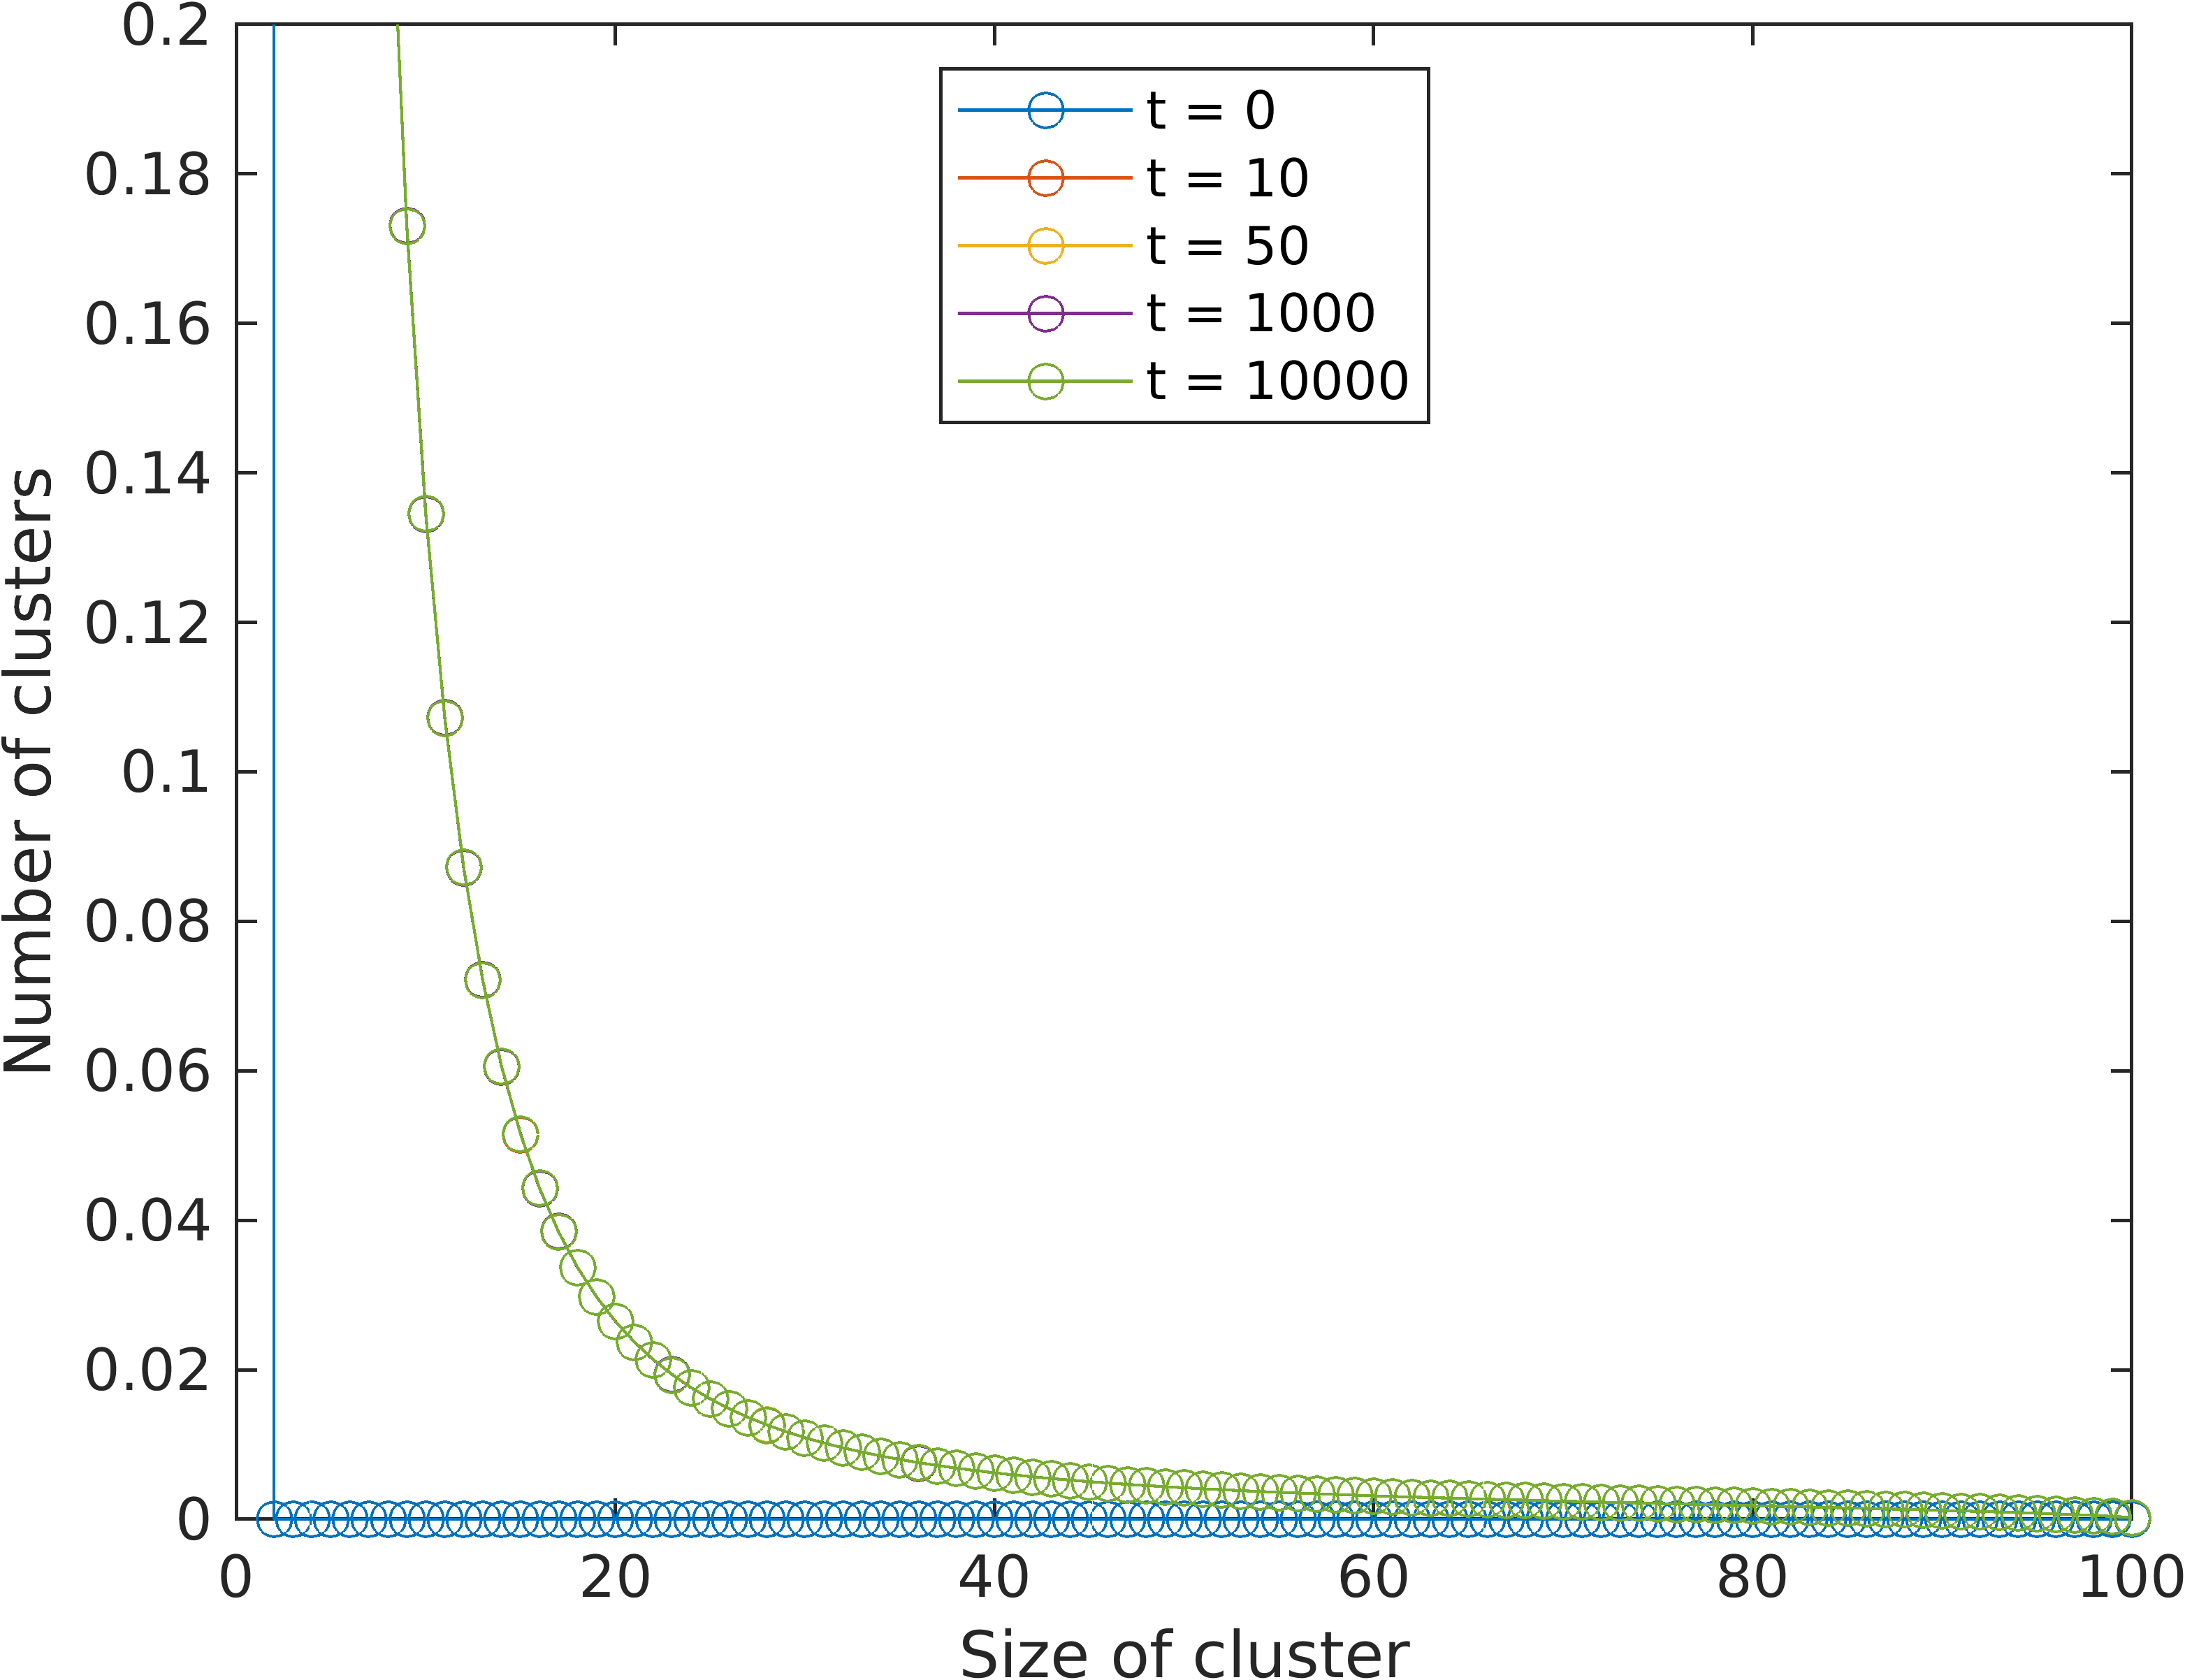 0.2
0.18
0.16
0.14
0.12
0.1
0.08
0.06
0.04
0.02
0
Number of clusters
t = 0
t = 10
t = 50
t = 1000
t = 10000
0 20 40 60 80 100
Size of cluster